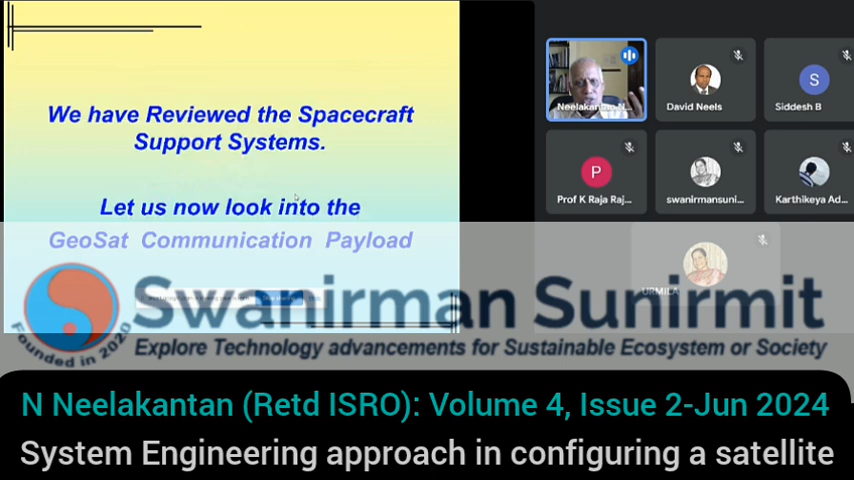 We have Reviewed the Spacecraft
Support Systems.
Let us now look into the
GeoSat Communication Payload
Neelakantan N...
David Neels
S
Siddesh B
P
Prof K Raja Raj...
swanirmansuni...
Karthikeya Ad...
URMILA
Swanirman Sunirmit
Founded in 2020
Explore Technology advancements for Sustainable Ecosystem or Society
N Neelakantan (Retd ISRO): Volume 4, Issue 2-Jun 2024
System Engineering approach in configuring a satellite